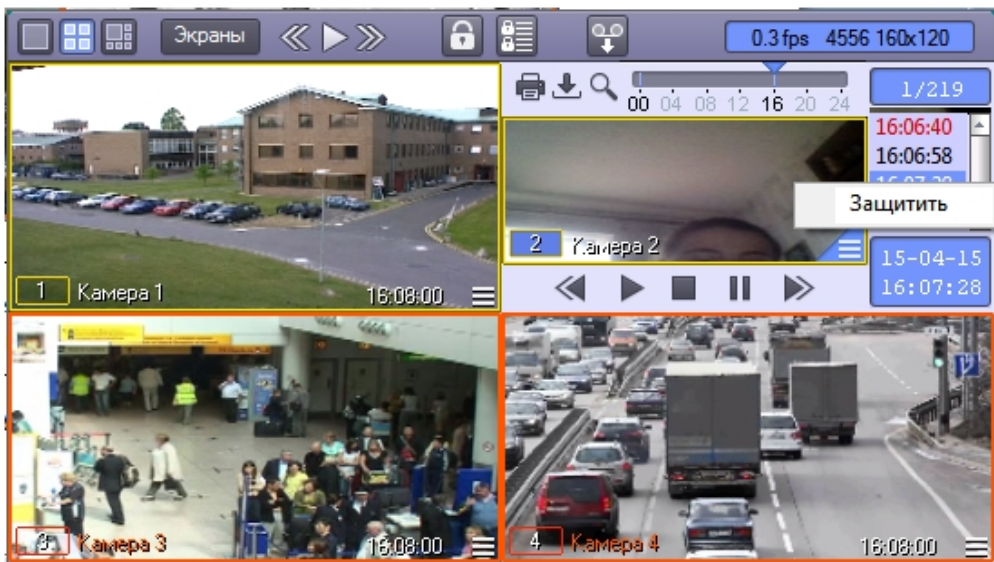 Экраны
0.3 fps 4556 160x120
00 04 08 12 16 20 24
1/219
16:06:40
16:06:58
Защитить
15-04-15
16:07:28
1 Камера 1 16:08:00
2 Камера 2
3 Камера 3 16:08:00
4 Камера 4 16:08:00